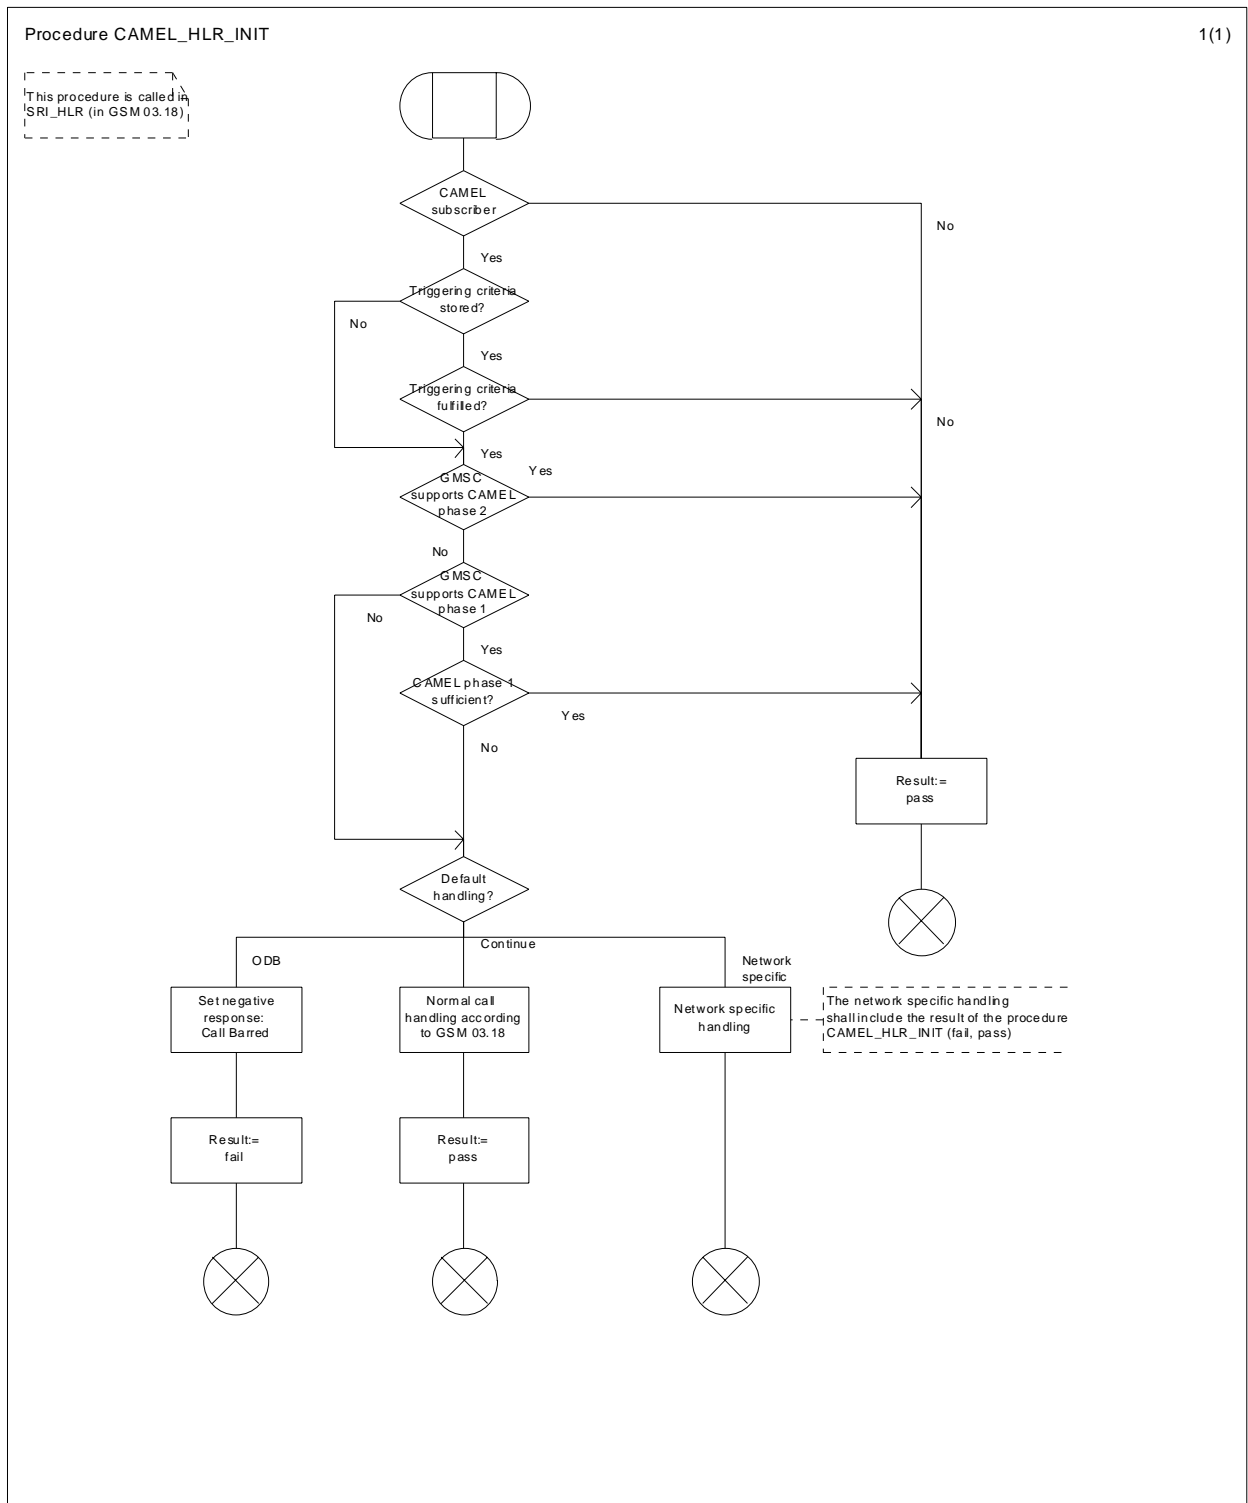 Procedure CAMEL_HLR_INIT
1(1)
This procedure is called in
SRI_HLR (in GSM 03.18)
CAMEL
subscriber
No
Yes
Triggering criteria
stored?
No
Yes
Triggering criteria
fulfilled?
No
Yes
Yes
GMSC
supports CAMEL
phase 2
No
GMSC
supports CAMEL
phase 1
No
Yes
CAMEL phase 1
sufficient?
Yes
No
Result:=
pass
Default
handling?
Continue
ODB
Network
specific
Set negative
response:
Call Barred
Normal call
handling according
to GSM 03.18
Network specific
handling
The network specific handling
shall include the result of the procedure
CAMEL_HLR_INIT (fail, pass)
Result:=
fail
Result:=
pass